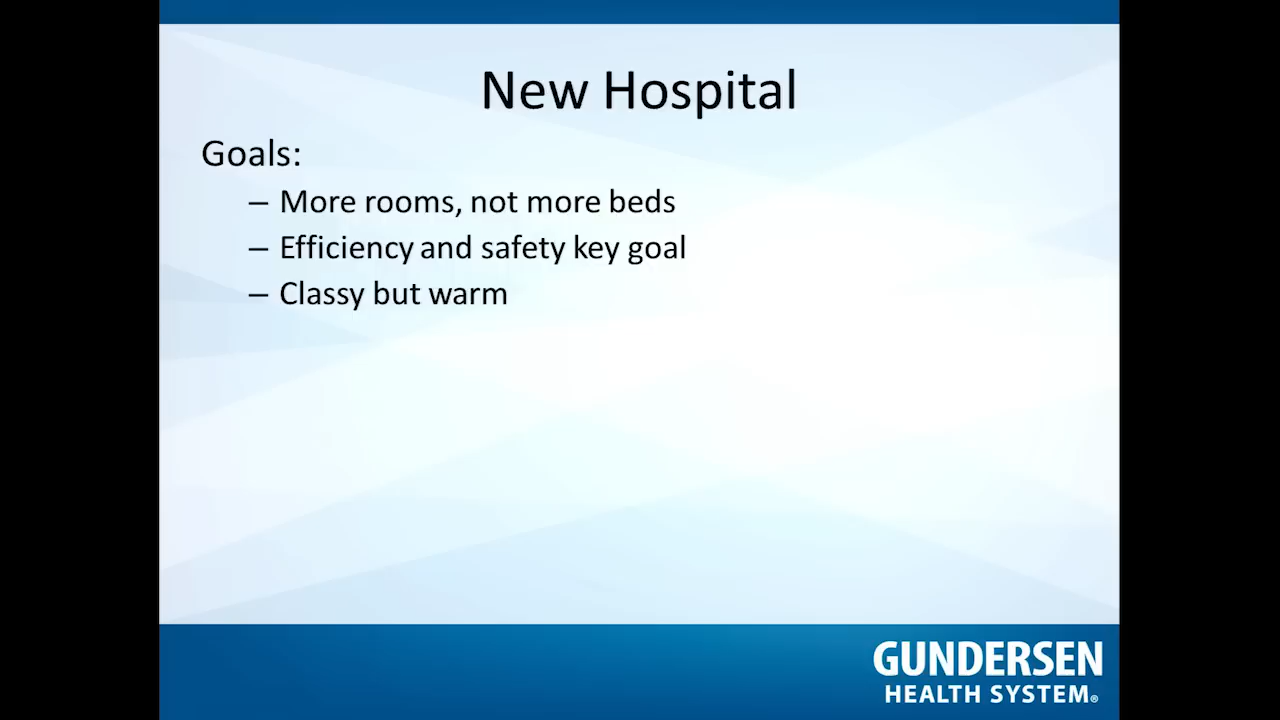 New Hospital
Goals:
– More rooms, not more beds
– Efficiency and safety key goal
– Classy but warm
GUNDERSEN
HEALTH SYSTEM®